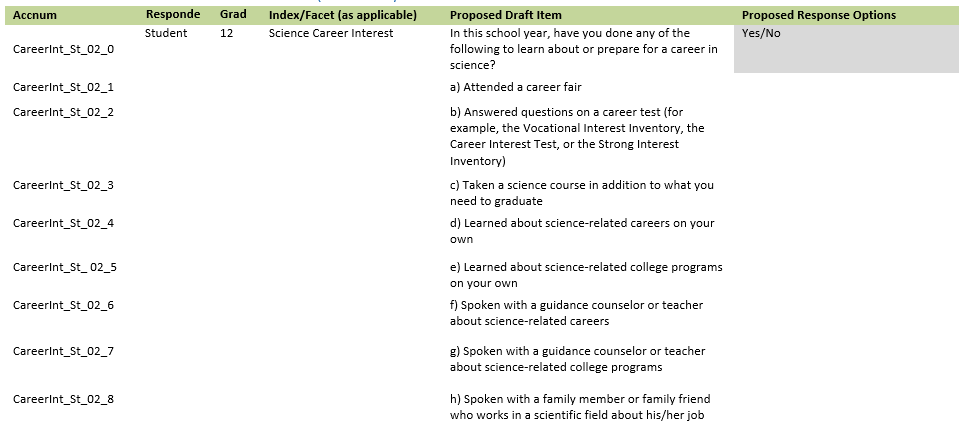 Accnum Responde Grad Index/Facet (as applicable) Proposed Draft Item Proposed Response Options
CareerInt_St_02_0 Student 12 Science Career Interest In this school year, have you done any of the Yes/No
following to learn about or prepare for a career in
science?
CareerInt_St_02_1 a) Attended a career fair
CareerInt_St_02_2 b) Answered questions on a career test (for
example, the Vocational Interest Inventory, the
Career Interest Test, or the Strong Interest
Inventory)
CareerInt_St_02_3 c) Taken a science course in addition to what you
need to graduate
CareerInt_St_02_4 d) Learned about science-related careers on your
own
CareerInt_St_ 02_5 e) Learned about science-related college programs
on your own
CareerInt_St_02_6 f) Spoken with a guidance counselor or teacher
about science-related careers
CareerInt_St_02_7 g) Spoken with a guidance counselor or teacher
about science-related college programs
CareerInt_St_02_8 h) Spoken with a family member or family friend
who works in a scientific field about his/her job